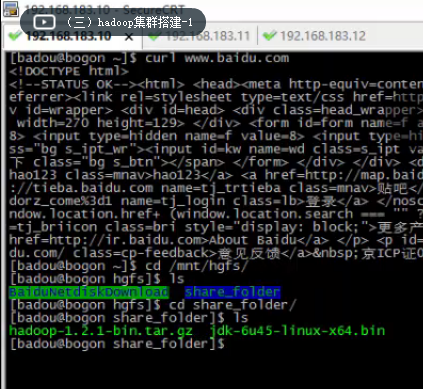 - SecureCRT
（三）hadoop集群搭建-1
192.168.183.10 × 192.168.183.11 192.168.183.12
[badou@bogon ~]$ curl www.baidu.com
<!DOCTYPE html>
<!--STATUS OK--><html> <head><meta http-equiv=conten
eferrer><link rel=stylesheet type=text/css href=http
v id=wrapper> <div id=head> <div class=head_wrapper>
width=270 height=129> </div> <form id=form name=f a
8> <input type=hidden name=f value=8> <input type=hi
ss="bg s_ipt_wr"><input id=kw name=wd class=s_ipt va
下 class="bg s_btn"></span> </form> </div> </div> <d
hao123 class=mnav>hao123</a> <a href=http://map.baid
://tieba.baidu.com name=tj_trtieba class=mnav>贴吧</
dorz_come%3d1 name=tj_login class=lb>登录</a> </nosc
ndow.location.href+ (window.location.search === "" ?
=tj_briicon class=bri style="display: block;">更多产
href=http://ir.baidu.com>About Baidu</a> </p> <p id=
du.com/ class=cp-feedback>意见反馈</a>&nbsp;京ICP证0
[badou@bogon ~]$ cd /mnt/hgfs/
[badou@bogon hgfs]$ ls
BaiduNetdiskDownload share_folder
[badou@bogon hgfs]$ cd share_folder/
[badou@bogon share_folder]$ ls
hadoop-1.2.1-bin.tar.gz jdk-6u45-linux-x64.bin
[badou@bogon share_folder]$